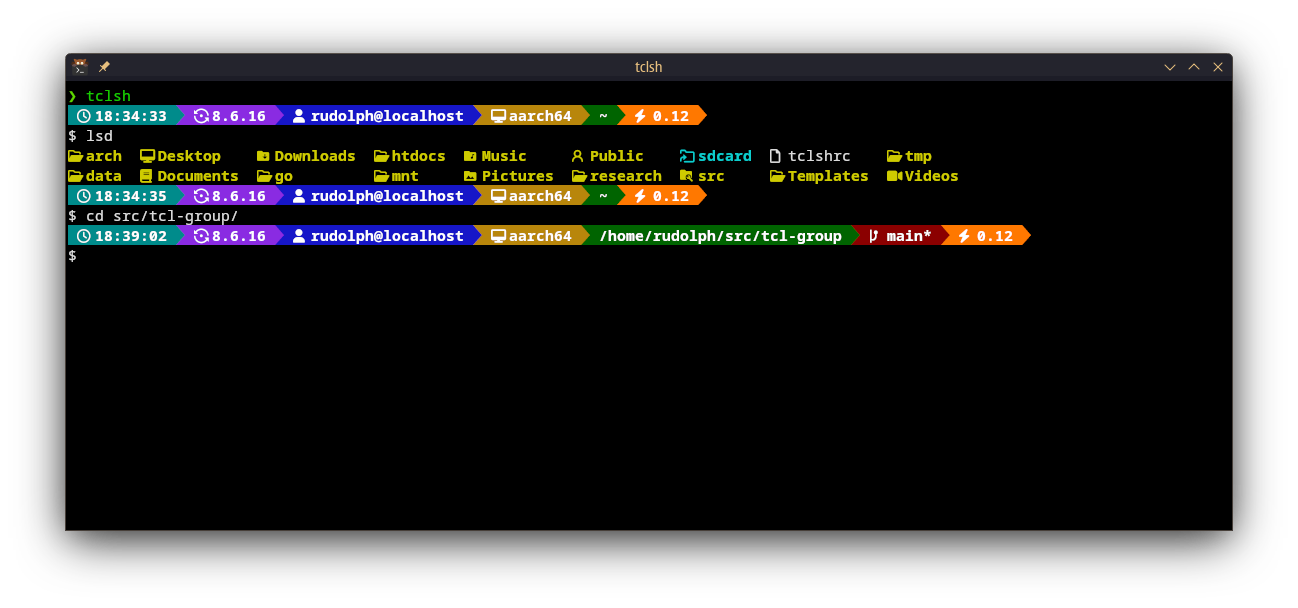 tclsh
❯ tclsh
18:34:33 8.6.16 rudolph@localhost aarch64 ~ 0.12
$ lsd
arch Desktop Downloads htdocs Music Public sdcard tclshrc tmp
data Documents go mnt Pictures research src Templates Videos
18:34:35 8.6.16 rudolph@localhost aarch64 ~ 0.12
$ cd src/tcl-group/
18:39:02 8.6.16 rudolph@localhost aarch64 /home/rudolph/src/tcl-group main* 0.12
$